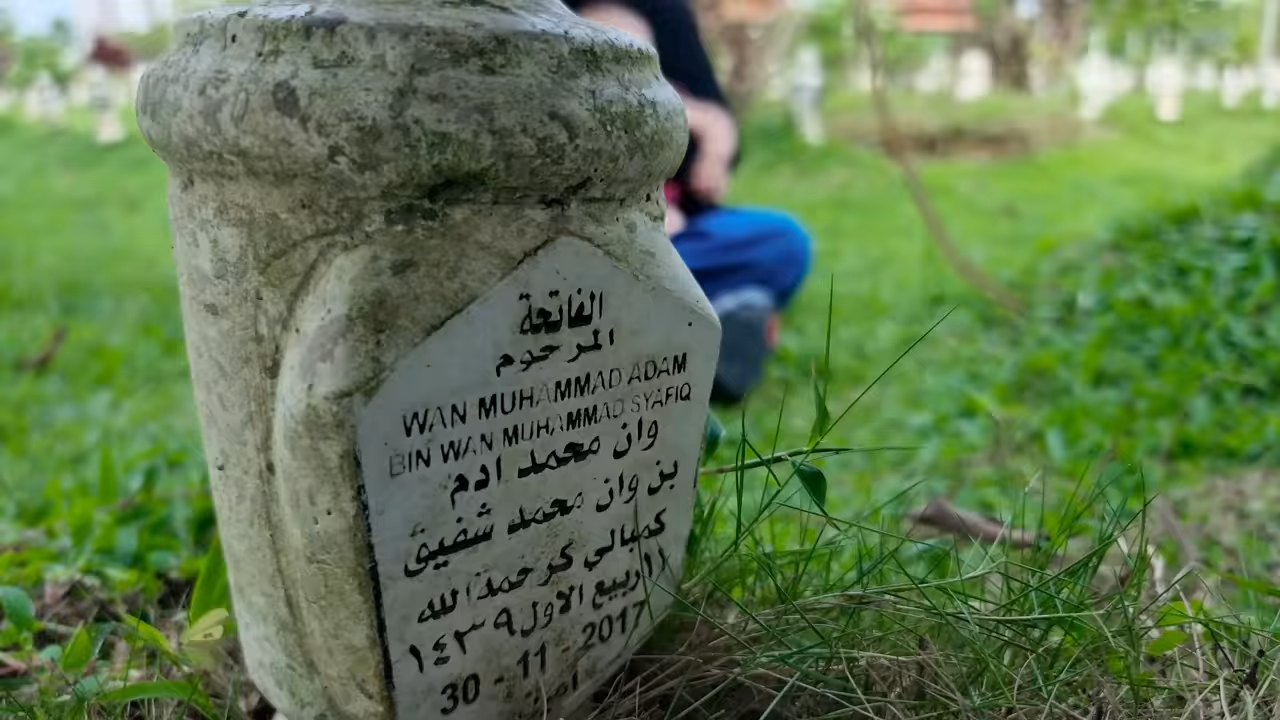 الفاتحة
المرحوم
WAN MUHAMMAD ADAM
BIN WAN MUHAMMAD SYAFIQ
وان محمد ادم
بن وان محمد شفيق
كمبالي كرحمة الله
١١ ربيع الاول ١٤٣٩
30 - 11 - 2017